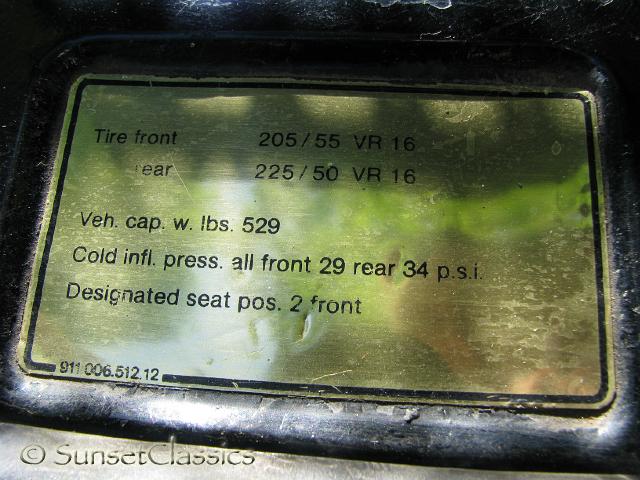 Tire front 205/55 VR 16
rear 225/50 VR 16
Veh. cap. w. lbs. 529
Cold infl. press. all front 29 rear 34 p.s.i.
Designated seat pos. 2 front
911.006.512.12
© SunsetClassics